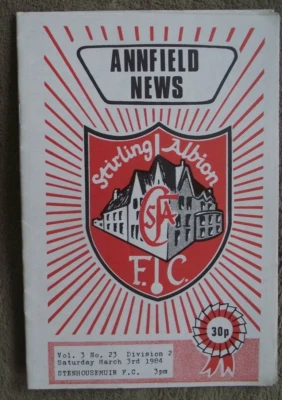 ANNFIELD
NEWS
Stirling Albion
SAFC
F.C.
30p
Vol. 3 No. 23 Division 2
Saturday March 3rd 1984
STENHOUSEMUIR F.C. 3pm